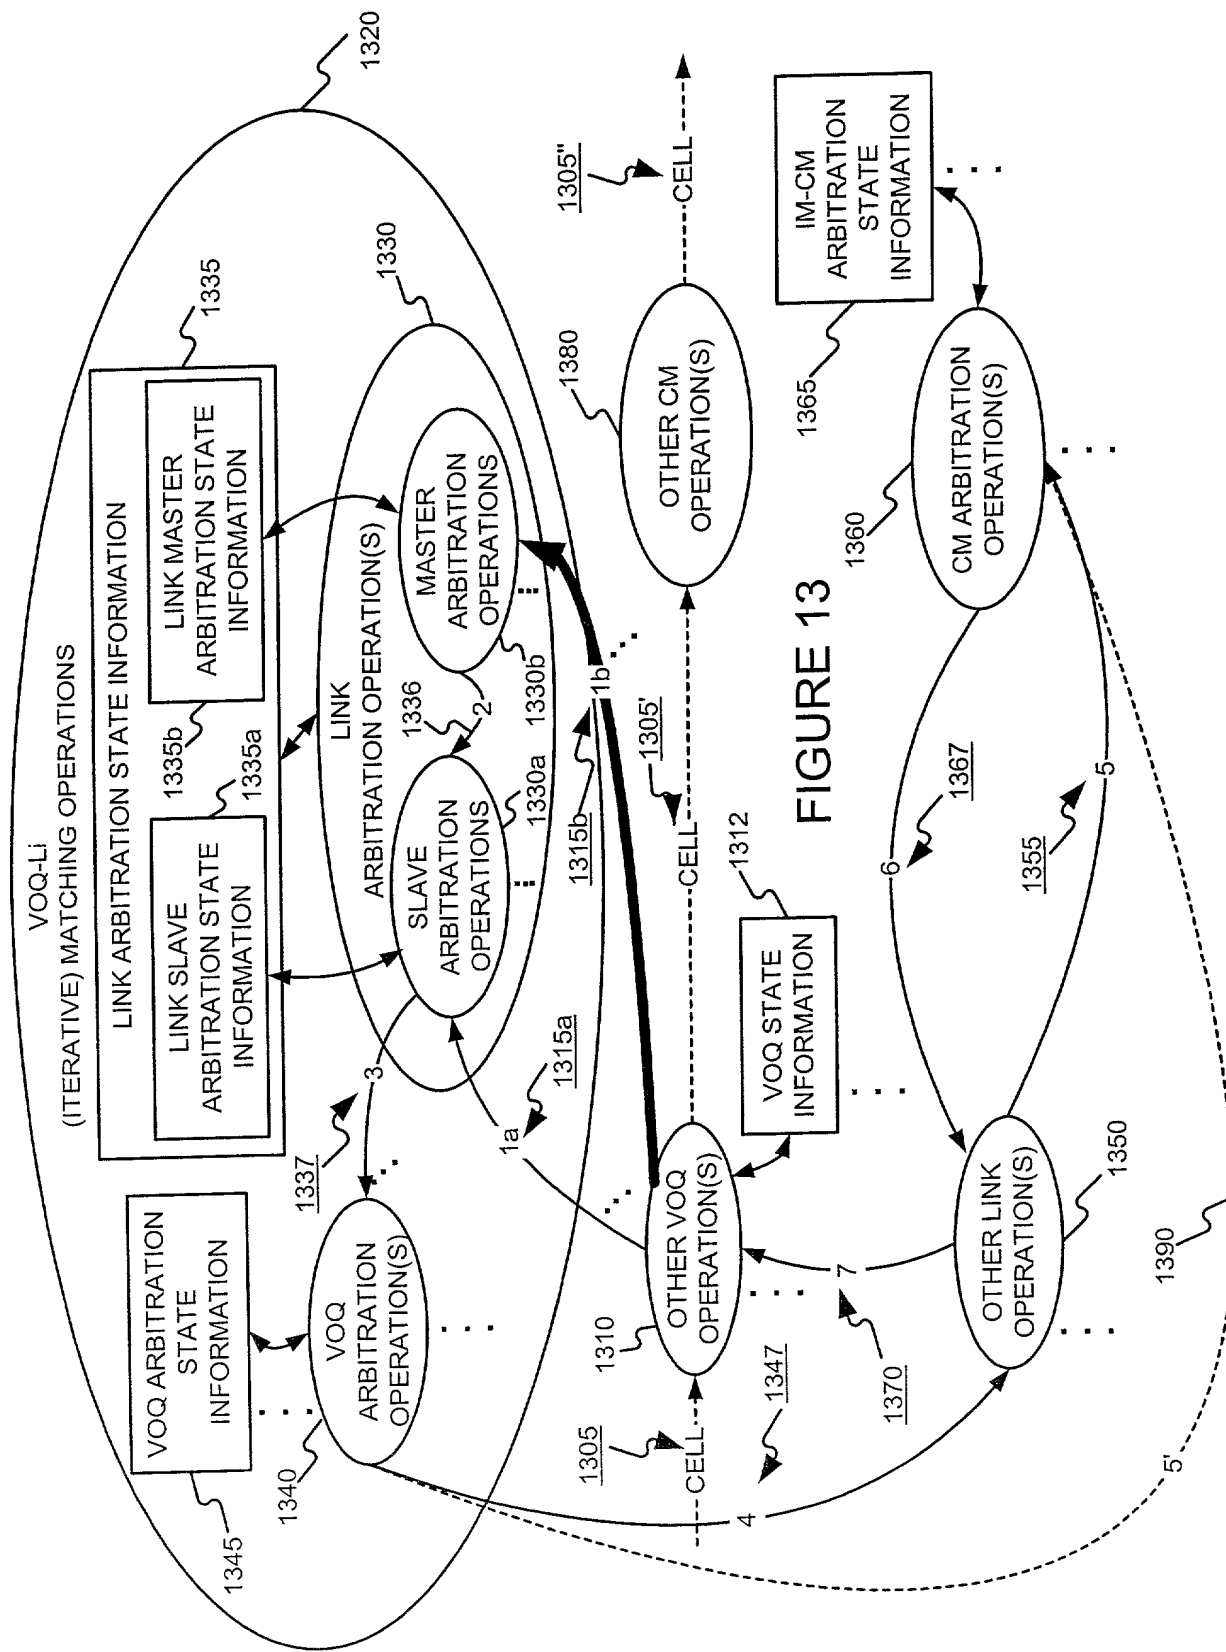 VOQ-Li
(ITERATIVE) MATCHING OPERATIONS
1320
1335
LINK ARBITRATION STATE INFORMATION
LINK SLAVE
ARBITRATION STATE
INFORMATION
LINK MASTER
ARBITRATION STATE
INFORMATION
1335b
1335a
VOQ ARBITRATION
STATE
INFORMATION
1345
1330
LINK
ARBITRATION OPERATION(S)
1337
3
1336
2
SLAVE
ARBITRATION
OPERATIONS
MASTER
ARBITRATION
OPERATIONS
1330a
1330b
VOQ
ARBITRATION
OPERATION(S)
1340
1a
1315a
1315b
1b
1305
CELL
1310
OTHER VOQ
OPERATION(S)
1305'
CELL
1380
OTHER CM
OPERATION(S)
1305"
CELL
1312
VOQ STATE
INFORMATION
1347
4
1370
7
FIGURE 13
1365
IM-CM
ARBITRATION
STATE
INFORMATION
6
1367
1360
CM ARBITRATION
OPERATION(S)
OTHER LINK
OPERATION(S)
1350
1355
5
1390
5'